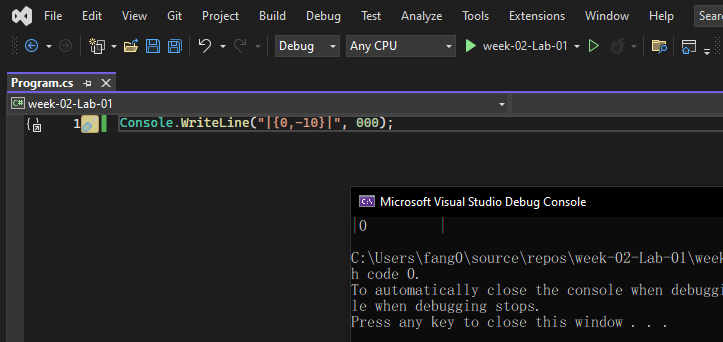 File Edit View Git Project Build Debug Test Analyze Tools Extensions Window Help Sear
Debug Any CPU week-02-Lab-01
Program.cs
C# week-02-Lab-01
1 Console.WriteLine("|{0,-10}|", 000);
C:\ Microsoft Visual Studio Debug Console
|0         |
C:\Users\fang0\source\repos\week-02-Lab-01\week
h code 0.
To automatically close the console when debuggi
le when debugging stops.
Press any key to close this window . . .